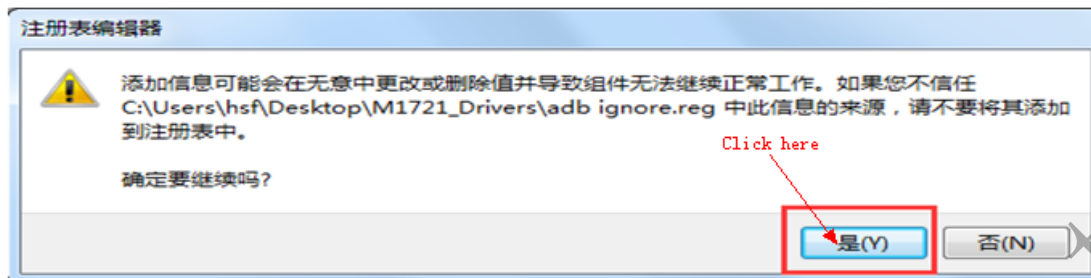 注册表编辑器
添加信息可能会在无意中更改或删除值并导致组件无法继续正常工作。如果您不信任
C:\Users\hsf\Desktop\M1721_Drivers\adb ignore.reg 中此信息的来源，请不要将其添加
到注册表中。
Click here
确定要继续吗?
是(Y)
否(N)